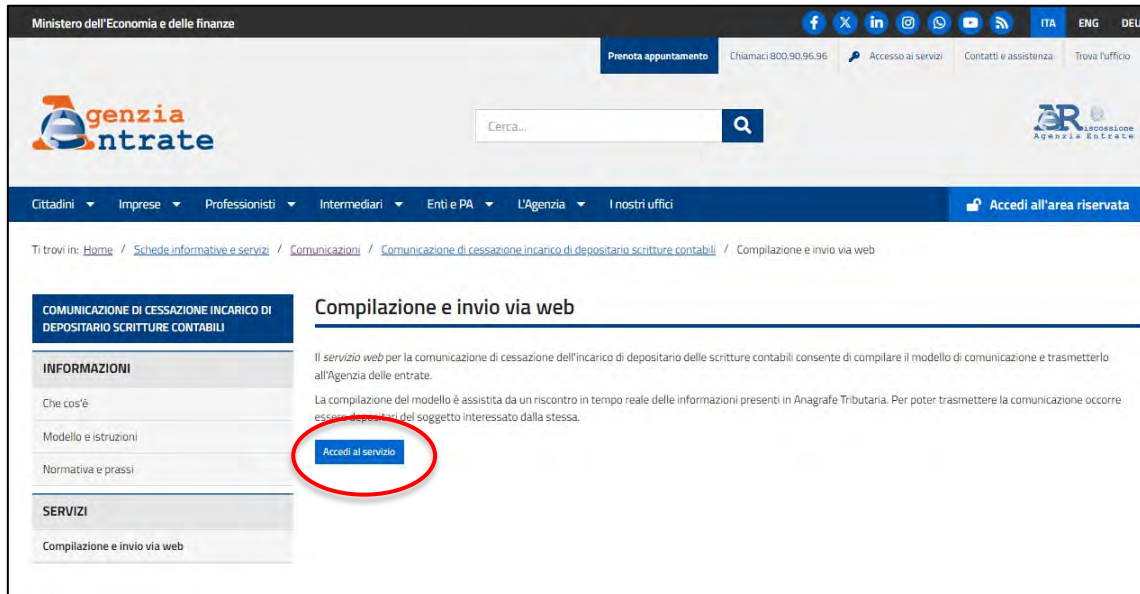 Ministero dell'Economia e delle finanze
ITA ENG DEU
Prenota appuntamento Chiamaci 800.90.96.96 Accesso ai servizi Contatti e assistenza Trova l'ufficio
Agenzia
Entrate
Cerca...
AER iscossione
Agenzia Entrate
Cittadini Imprese Professionisti Intermediari Enti e PA L'Agenzia I nostri uffici Accedi all'area riservata
Ti trovi in: Home / Schede informative e servizi / Comunicazioni / Comunicazione di cessazione incarico di depositario scritture contabili / Compilazione e invio via web
COMUNICAZIONE DI CESSAZIONE INCARICO DI
DEPOSITARIO SCRITTURE CONTABILI
INFORMAZIONI
Che cos'è
Modello e istruzioni
Normativa e prassi
SERVIZI
Compilazione e invio via web
Compilazione e invio via web
Il servizio web per la comunicazione di cessazione dell'incarico di depositario delle scritture contabili consente di compilare il modello di comunicazione e trasmetterlo
all'Agenzia delle entrate.
La compilazione del modello è assistita da un riscontro in tempo reale delle informazioni presenti in Anagrafe Tributaria. Per poter trasmettere la comunicazione occorre
essere depositari del soggetto interessato dalla stessa.
Accedi al servizio